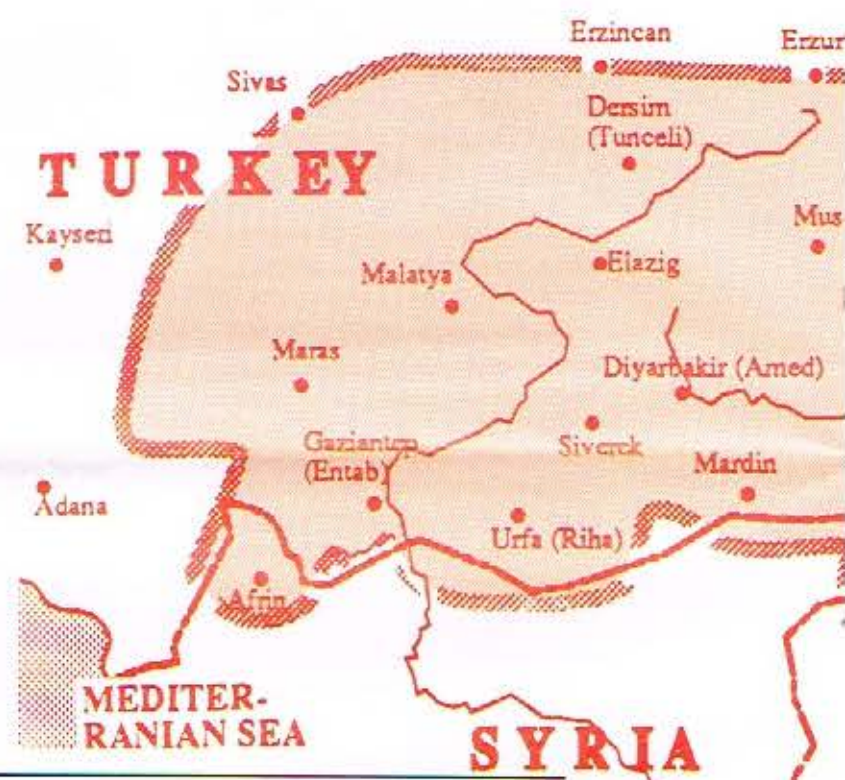 Erzincan
Erzur
Sivas
Dersim
(Tunceli)
TURKEY
Kayseri
Mus
Elazig
Malatya
Maras
Diyarbakir (Amed)
Gaziantep
(Entab)
Siverek
Mardin
Adana
Urfa (Riha)
Afrin
MEDITER-
RANIAN SEA
SYRIA